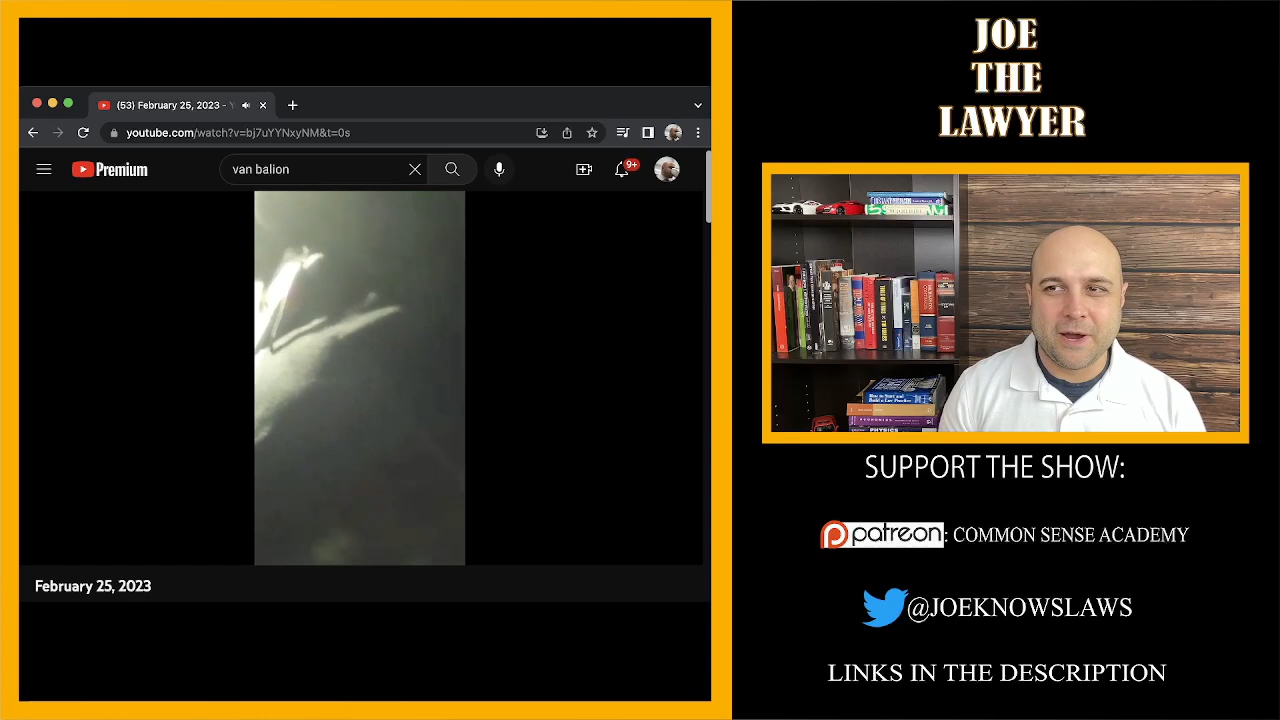 (53) February 25, 2023 -
youtube.com/watch?v=bj7uYYNxyNM&t=0s
Premium
van balion
9+
February 25, 2023
JOE
THE
LAWYER
PHYSICS
SUPPORT THE SHOW:
patreon: COMMON SENSE ACADEMY
@JOEKNOWSLAWS
LINKS IN THE DESCRIPTION